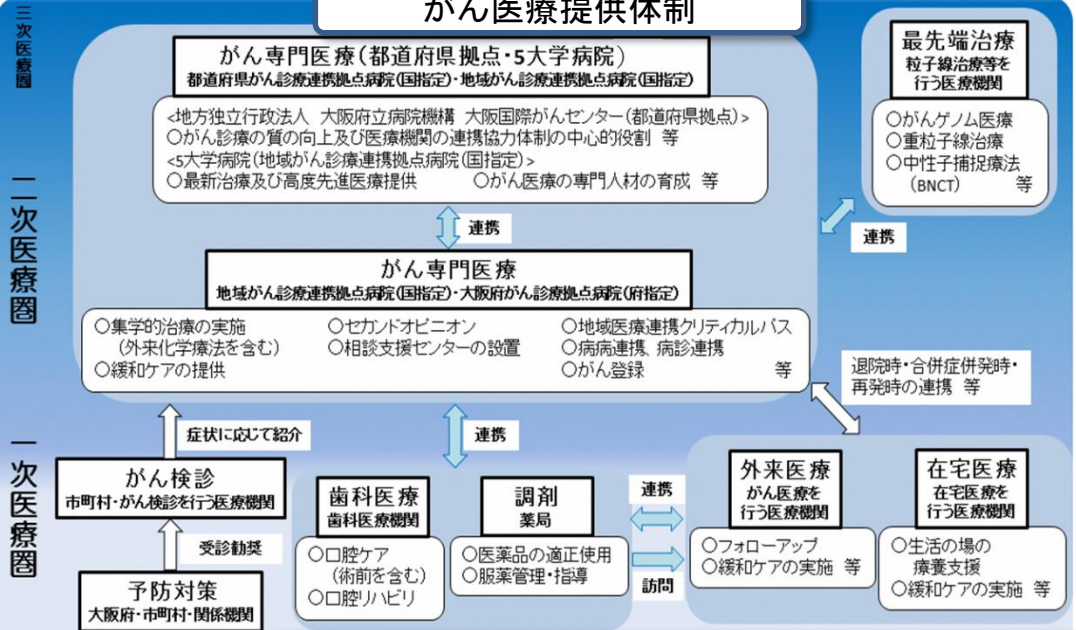 がん医療提供体制
三次医療圏
がん専門医療(都道府県拠点・5大学病院)
都道府県がん診療連携拠点病院(国指定)・地域がん診療連携拠点病院(国指定)
<地方独立行政法人 大阪府立病院機構 大阪国際がんセンター(都道府県拠点)>
○がん診療の質の向上及び医療機関の連携協力体制の中心的役割 等
<5大学病院(地域がん診療連携拠点病院(国指定)>
○最新治療及び高度先進医療提供 ○がん医療の専門人材の育成 等
最先端治療
粒子線治療等を
行う医療機関
○がんゲノム医療
○重粒子線治療
○中性子捕捉療法
(BNCT) 等
連携
連携
二次医療圏
がん専門医療
地域がん診療連携拠点病院(国指定)・大阪府がん診療拠点病院(府指定)
○集学的治療の実施
(外来化学療法を含む)
○緩和ケアの提供
○セカンドオピニオン
○相談支援センターの設置
○地域医療連携クリティカルパス
○病病連携、病診連携
○がん登録 等
退院時・合併症併発時・
再発時の連携 等
症状に応じて紹介
連携
一次医療圏
がん検診
市町村・がん検診を行う医療機関
受診勧奨
予防対策
大阪府・市町村・関係機関
歯科医療
歯科医療機関
○口腔ケア
(術前を含む)
○口腔リハビリ
調剤
薬局
○医薬品の適正使用
○服薬管理・指導
連携
訪問
外来医療
がん医療を
行う医療機関
○フォローアップ
○緩和ケアの実施 等
在宅医療
在宅医療を
行う医療機関
○生活の場の
療養支援
○緩和ケアの実施 等